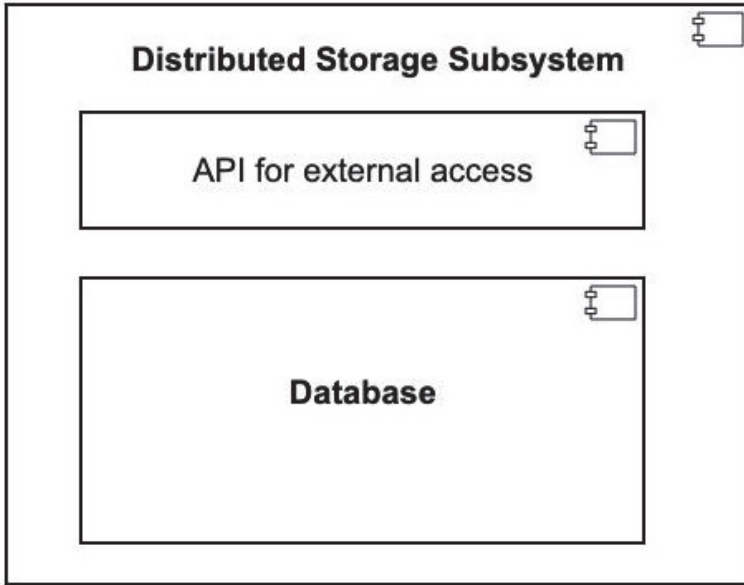 Distributed Storage Subsystem
API for external access
Database